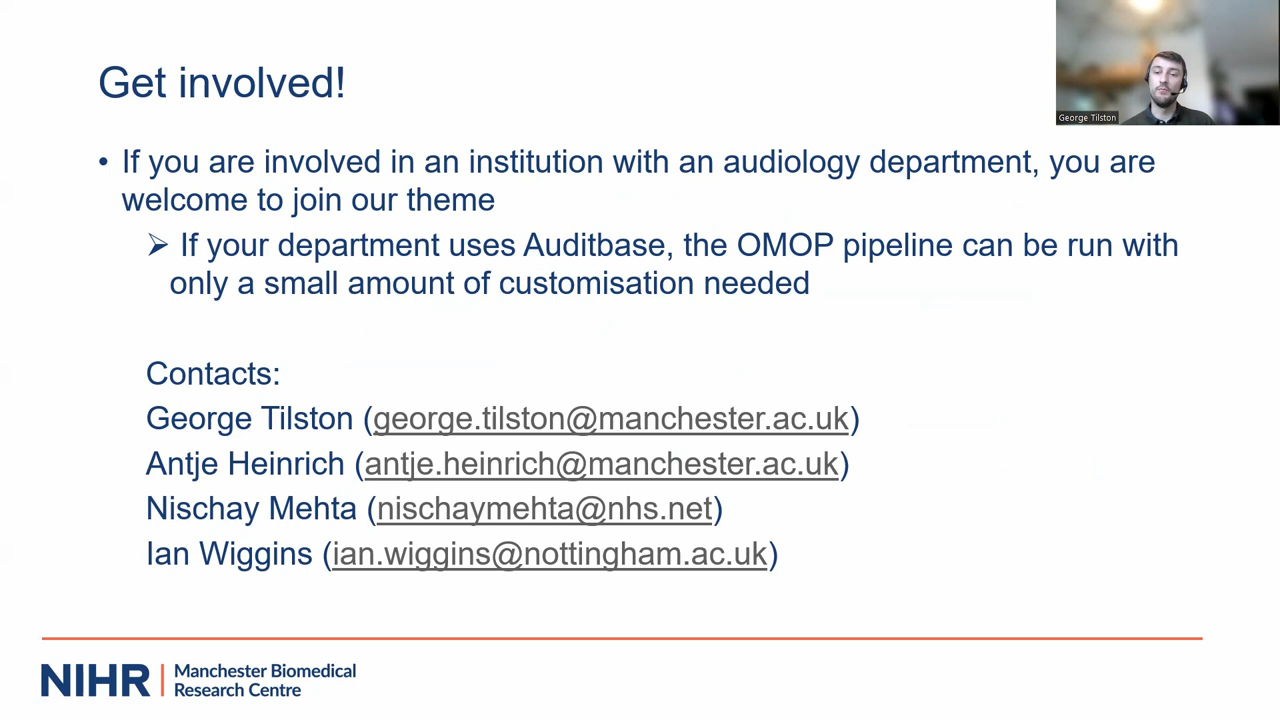 Get involved!
George Tilston
• If you are involved in an institution with an audiology department, you are
welcome to join our theme
➢ If your department uses Auditbase, the OMOP pipeline can be run with
only a small amount of customisation needed
Contacts:
George Tilston (george.tilston@manchester.ac.uk)
Antje Heinrich (antje.heinrich@manchester.ac.uk)
Nischay Mehta (nischaymehta@nhs.net)
Ian Wiggins (ian.wiggins@nottingham.ac.uk)
NIHR | Manchester Biomedical
Research Centre